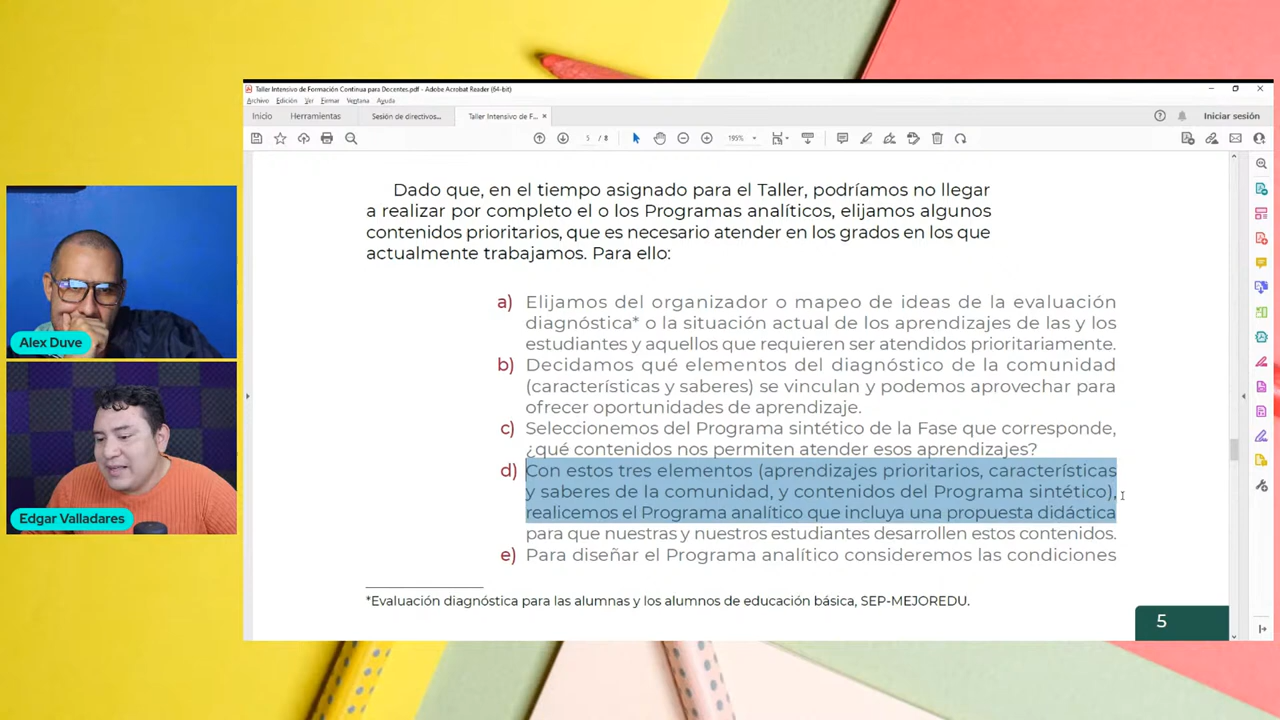 Taller Intensivo de Formación Continua para Docentes.pdf - Adobe Acrobat Reader (64-bit)
Archivo Edición Ver Firmar Ventana Ayuda
Inicio Herramientas Sesión de directivos... Taller Intensivo de F... × Iniciar sesión
5 / 8 195%
Dado que, en el tiempo asignado para el Taller, podríamos no llegar
a realizar por completo el o los Programas analíticos, elijamos algunos
contenidos prioritarios, que es necesario atender en los grados en los que
actualmente trabajamos. Para ello:
a) Elijamos del organizador o mapeo de ideas de la evaluación
diagnóstica* o la situación actual de los aprendizajes de las y los
estudiantes y aquellos que requieren ser atendidos prioritariamente.
b) Decidamos qué elementos del diagnóstico de la comunidad
(características y saberes) se vinculan y podemos aprovechar para
ofrecer oportunidades de aprendizaje.
c) Seleccionemos del Programa sintético de la Fase que corresponde,
¿qué contenidos nos permiten atender esos aprendizajes?
d) Con estos tres elementos (aprendizajes prioritarios, características
y saberes de la comunidad, y contenidos del Programa sintético),
realicemos el Programa analítico que incluya una propuesta didáctica
para que nuestras y nuestros estudiantes desarrollen estos contenidos.
e) Para diseñar el Programa analítico consideremos las condiciones
*Evaluación diagnóstica para las alumnas y los alumnos de educación básica, SEP-MEJOREDU.
5
Alex Duve
Edgar Valladares